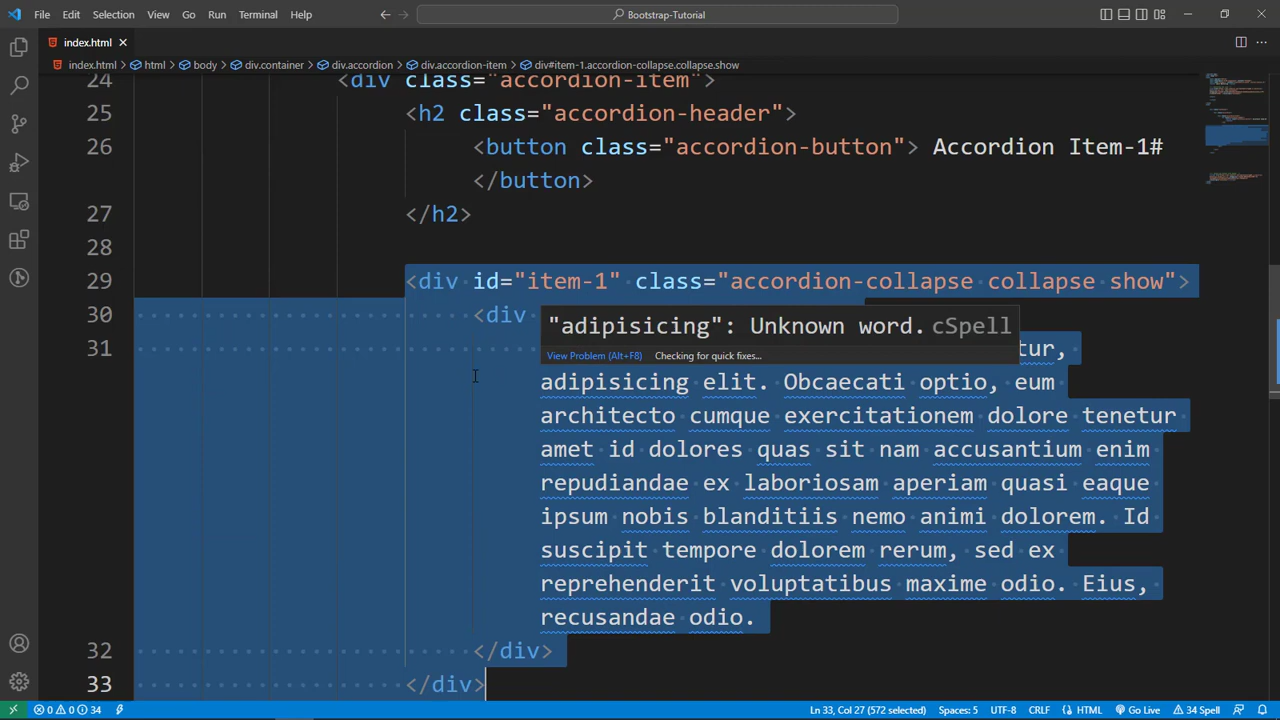 File Edit Selection View Go Run Terminal Help
Bootstrap-Tutorial
index.html
index.html > html > body > div.container > div.accordion > div.accordion-item > div#item-1.accordion-collapse.collapse.show
24 <div class="accordion-item">
25 <h2 class="accordion-header">
26 <button class="accordion-button"> Accordion Item-1#
</button>
27 </h2>
28
29 <div id="item-1" class="accordion-collapse collapse show">
30 <div
"adipisicing": Unknown word. cSpell
View Problem (Alt+F8) Checking for quick fixes...
31 tur,
adipisicing elit. Obcaecati optio, eum
architecto cumque exercitationem dolore tenetur
amet id dolores quas sit nam accusantium enim
repudiandae ex laboriosam aperiam quasi eaque
ipsum nobis blanditiis nemo animi dolorem. Id
suscipit tempore dolorem rerum, sed ex
reprehenderit voluptatibus maxime odio. Eius,
recusandae odio.
32 </div>
33 </div>
0 0 34 Ln 33, Col 27 (572 selected) Spaces: 5 UTF-8 CRLF HTML Go Live 34 Spell